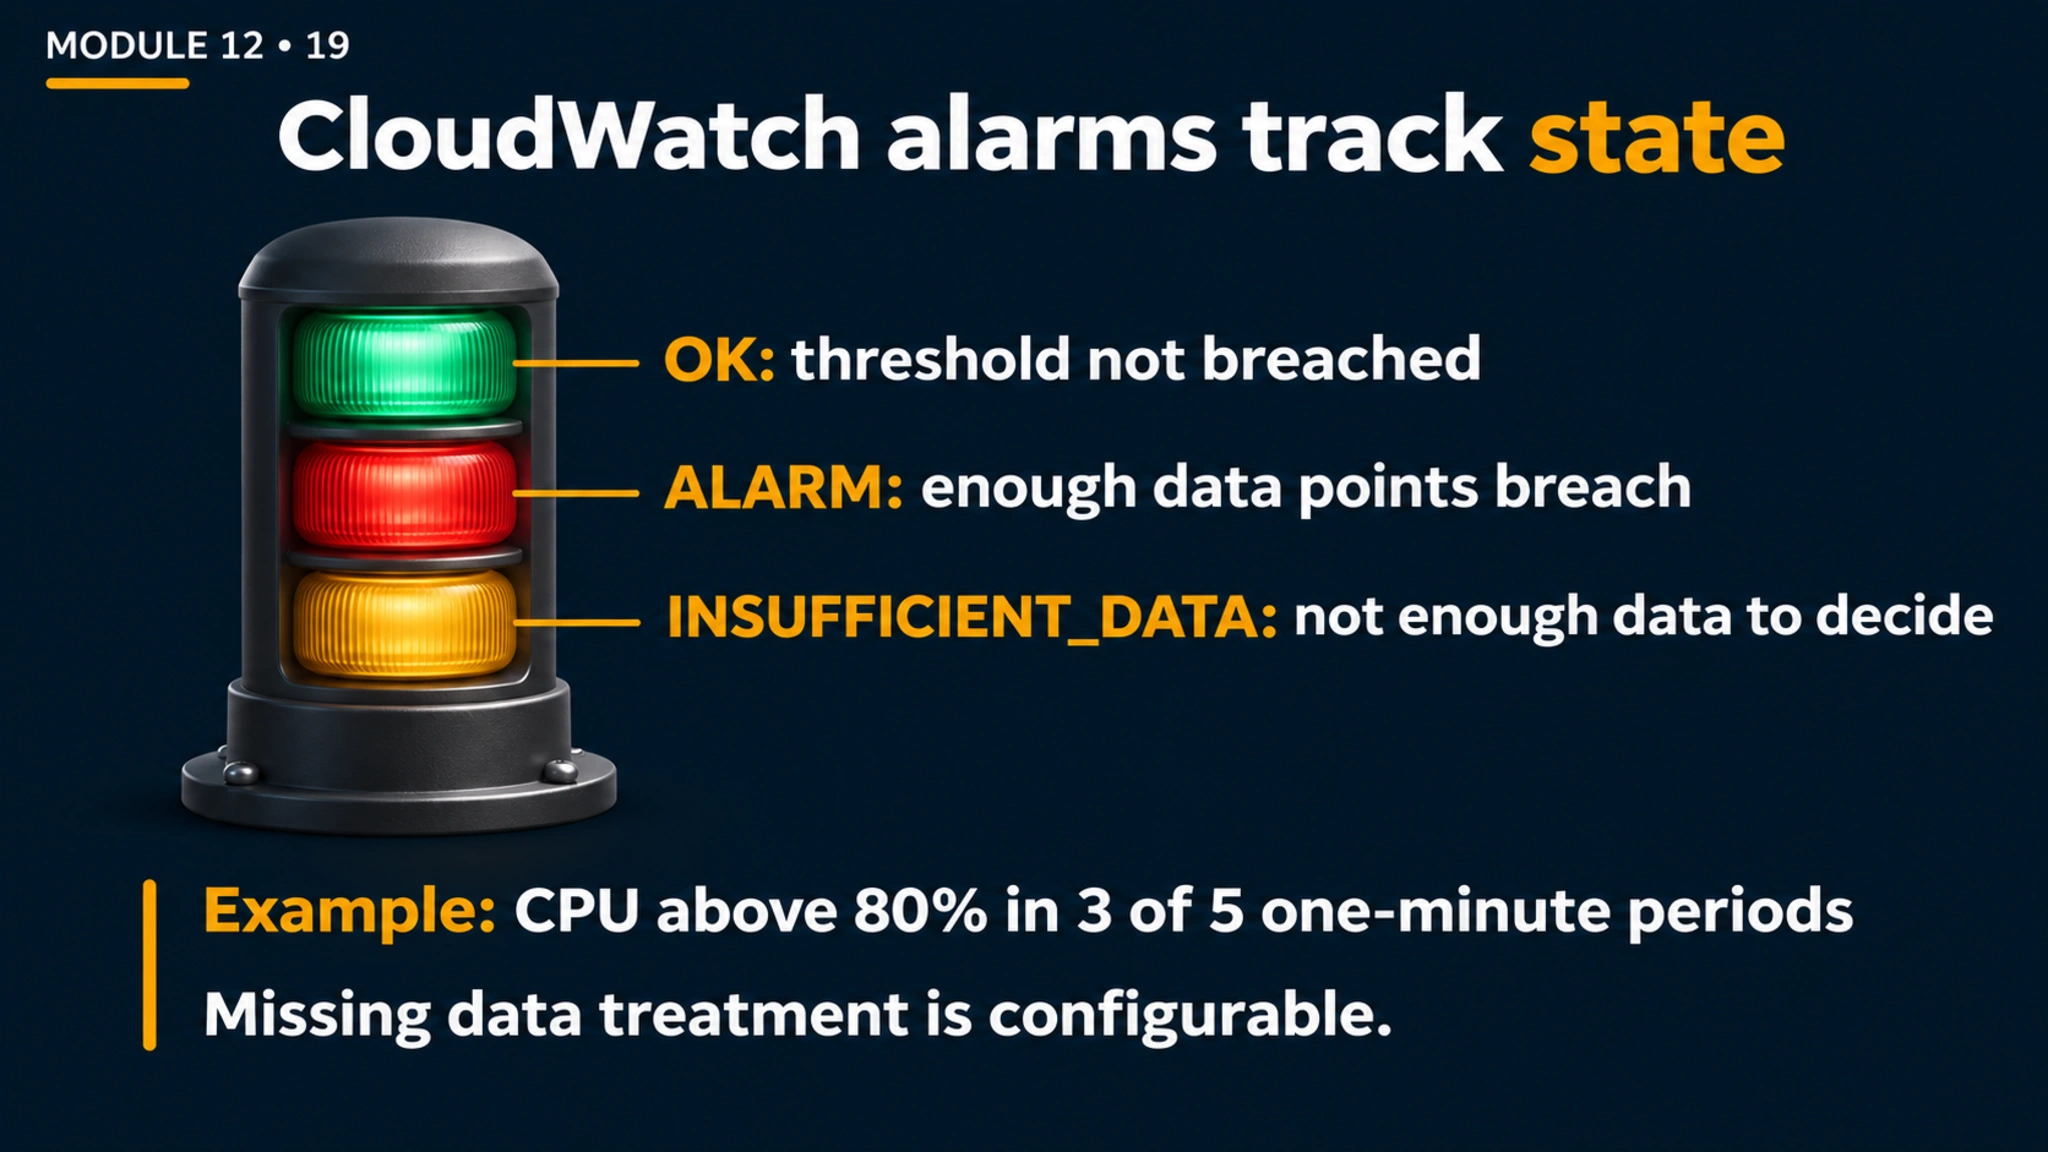 MODULE 12 • 19
CloudWatch alarms track state
OK: threshold not breached
ALARM: enough data points breach
INSUFFICIENT_DATA: not enough data to decide
Example: CPU above 80% in 3 of 5 one-minute periods
Missing data treatment is configurable.